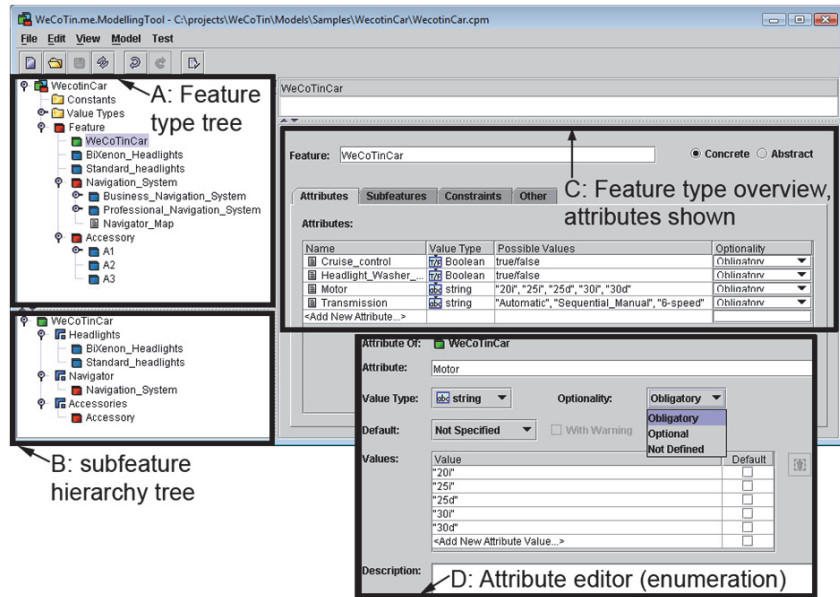 WeCoTin.me.ModellingTool - C:\projects\WeCoTin\Models\Samples\WecotinCar\WecotinCar.cpm
File Edit View Model Test
WecotinCar
Constants
Value Types
Feature
WeCoTinCar
BiXenon_Headlights
Standard_headlights
Navigation_System
Business_Navigation_System
Professional_Navigation_System
Navigator_Map
Accessory
A1
A2
A3
A: Feature
type tree
WeCoTinCar
Headlights
BiXenon_Headlights
Standard_headlights
Navigator
Navigation_System
Accessories
Accessory
B: subfeature
hierarchy tree
WeCoTinCar
Feature: WeCoTinCar Concrete Abstract
Attributes Subfeatures Constraints Other
C: Feature type overview,
attributes shown
Attributes:
Name Value Type Possible Values Optionality
Cruise_control T/F Boolean true/false Obligatory
Headlight_Washer_... T/F Boolean true/false Obligatory
Motor abc string "20i", "25i", "25d", "30i", "30d" Obligatory
Transmission abc string "Automatic", "Sequential_Manual", "6-speed" Obligatory
<Add New Attribute...>
Attribute Of: WeCoTinCar
Attribute: Motor
Value Type: abc string Optionality: Obligatory
Obligatory
Optional
Not Defined
Default: Not Specified With Warning
Values: Value Default
"20i"
"25i"
"25d"
"30i"
"30d"
<Add New Attribute Value...>
Description:
D: Attribute editor (enumeration)